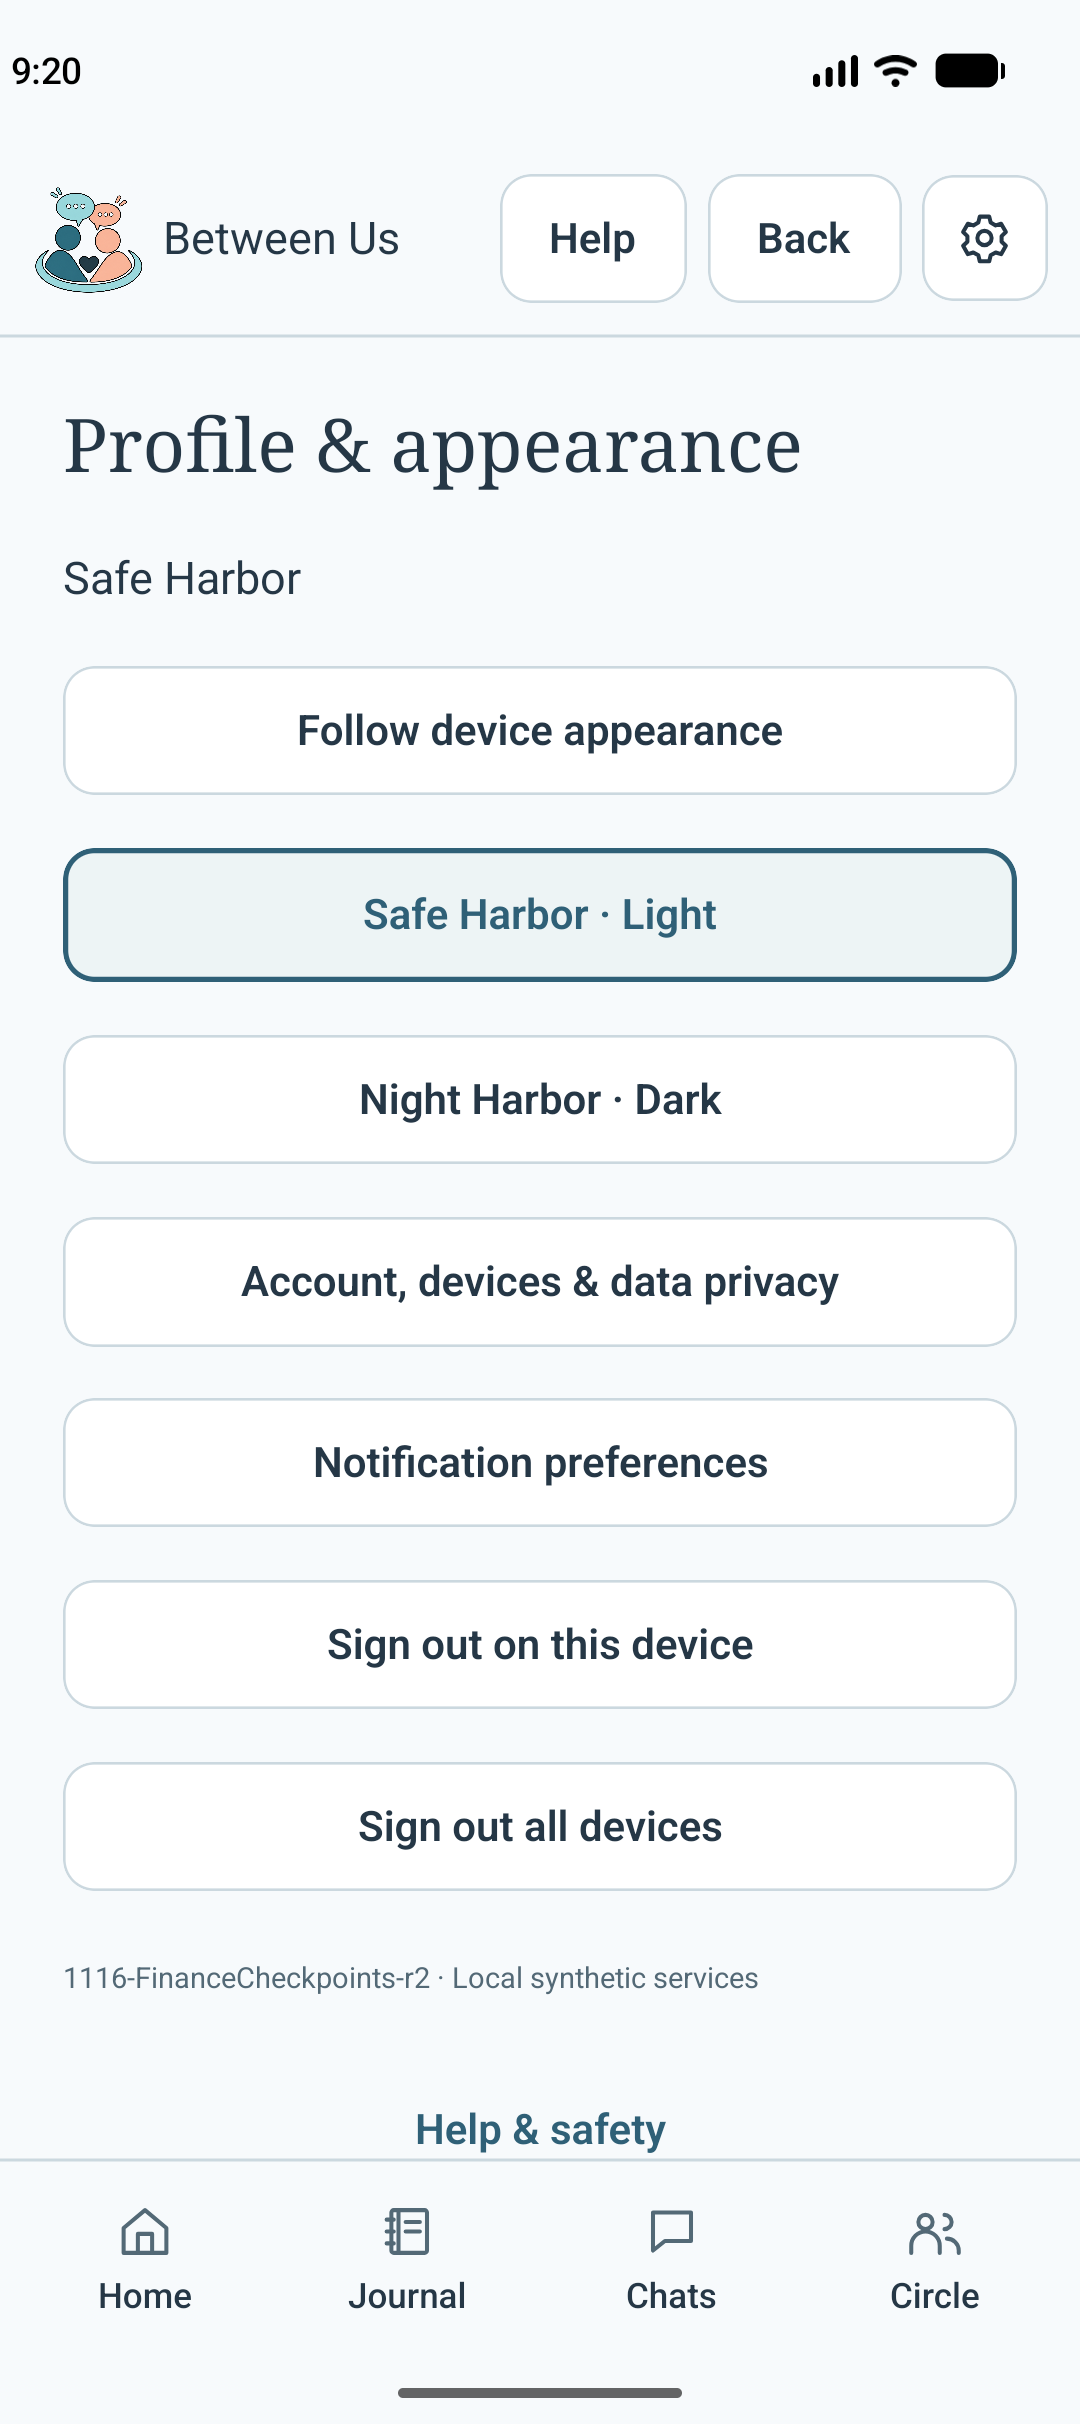 9:20
Between Us
Help
Back
Profile & appearance
Safe Harbor
Follow device appearance
Safe Harbor · Light
Night Harbor · Dark
Account, devices & data privacy
Notification preferences
Sign out on this device
Sign out all devices
1116-FinanceCheckpoints-r2 · Local synthetic services
Help & safety
Home
Journal
Chats
Circle